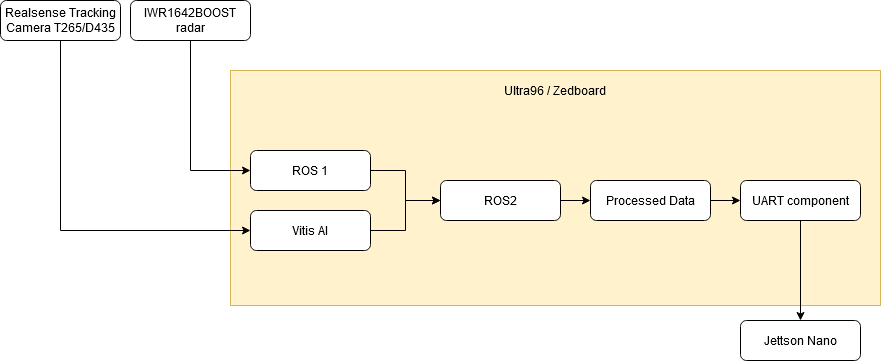 Realsense Tracking
Camera T265/D435
IWR1642BOOST
radar
Ultra96 / Zedboard
ROS 1
Vitis AI
ROS2
Processed Data
UART component
Jettson Nano